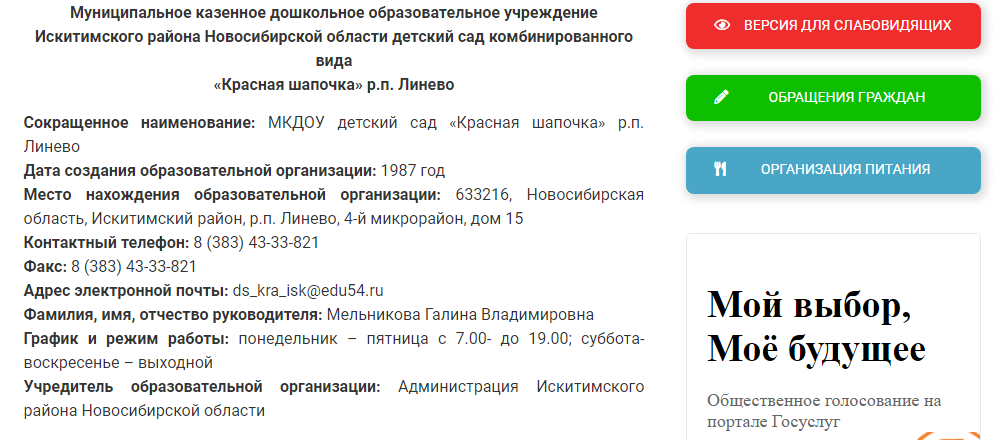 Муниципальное казенное дошкольное образовательное учреждение
Искитимского района Новосибирской области детский сад комбинированного
вида
«Красная шапочка» р.п. Линево
Сокращенное наименование: МКДОУ детский сад «Красная шапочка» р.п.
Линево
Дата создания образовательной организации: 1987 год
Место нахождения образовательной организации: 633216, Новосибирская
область, Искитимский район, р.п. Линево, 4-й микрорайон, дом 15
Контактный телефон: 8 (383) 43-33-821
Факс: 8 (383) 43-33-821
Адрес электронной почты: ds_kra_isk@edu54.ru
Фамилия, имя, отчество руководителя: Мельникова Галина Владимировна
График и режим работы: понедельник – пятница с 7.00- до 19.00; суббота-
воскресенье – выходной
Учредитель образовательной организации: Администрация Искитимского
района Новосибирской области
ВЕРСИЯ ДЛЯ СЛАБОВИДЯЩИХ
ОБРАЩЕНИЯ ГРАЖДАН
ОРГАНИЗАЦИЯ ПИТАНИЯ
Мой выбор,
Моё будущее
Общественное голосование на
портале Госуслуг